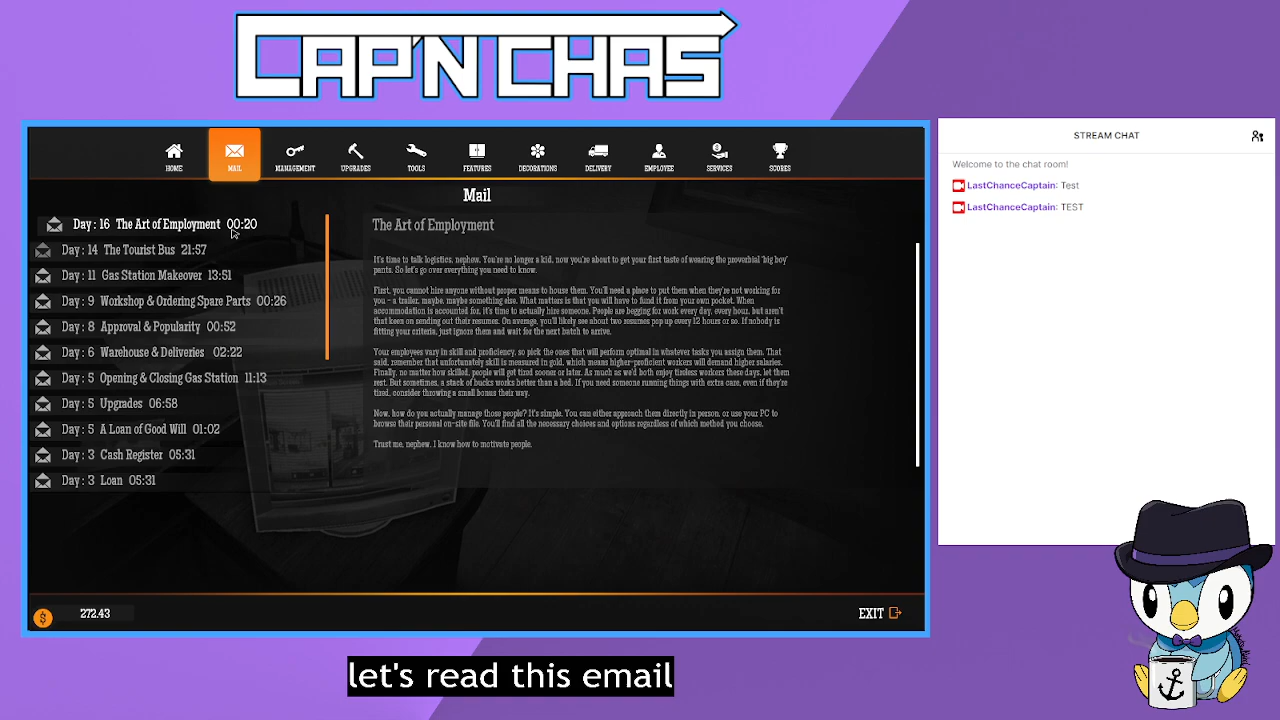 CAP'N CHAS
HOME
MAIL
MANAGEMENT
UPGRADES
TOOLS
FEATURES
DECORATIONS
DELIVERY
EMPLOYEE
SERVICES
SCORES
Mail
Day : 16 The Art of Employment 00:20
Day : 14 The Tourist Bus 21:57
Day : 11 Gas Station Makeover 13:51
Day : 9 Workshop & Ordering Spare Parts 00:26
Day : 8 Approval & Popularity 00:52
Day : 6 Warehouse & Deliveries 02:22
Day : 5 Opening & Closing Gas Station 11:13
Day : 5 Upgrades 06:58
Day : 5 A Loan of Good Will 01:02
Day : 3 Cash Register 05:31
Day : 3 Loan 05:31
The Art of Employment
It's time to talk logistics, nephew. You're no longer a kid, now you're about to get your first taste of wearing the proverbial 'big boy'
pants. So let's go over everything you need to know.
First, you cannot hire anyone without proper means to house them. You'll need a place to put them when they're not working for
you – a trailer, maybe, maybe something else. What matters is that you will have to fund it from your own pocket. When
accommodation is accounted for, it's time to actually hire someone. People are begging for work every day, every hour, but aren't
that keen on sending out their resumes. On average, you'll likely see about two resumes pop up every 12 hours or so. If nobody is
fitting your criteria, just ignore them and wait for the next batch to arrive.
Your employees vary in skill and proficiency, so pick the ones that will perform optimal in whatever tasks you assign them. That
said, remember that unfortunately skill is measured in gold, which means higher-proficient workers will demand higher salaries.
Finally, no matter how skilled, people will get tired sooner or later. As much as we'd both enjoy tireless workers these days, let them
rest. But sometimes, a stack of bucks works better than a bed. If you need someone running things with extra care, even if they're
tired, consider throwing a small bonus their way.
Now, how do you actually manage those people? It's simple. You can either approach them directly in person, or use your PC to
browse their personal on-site file. You'll find all the necessary choices and options regardless of which method you choose.
Trust me, nephew. I know how to motivate people.
272.43
EXIT
STREAM CHAT
Welcome to the chat room!
LastChanceCaptain: Test
LastChanceCaptain: TEST
let's read this email